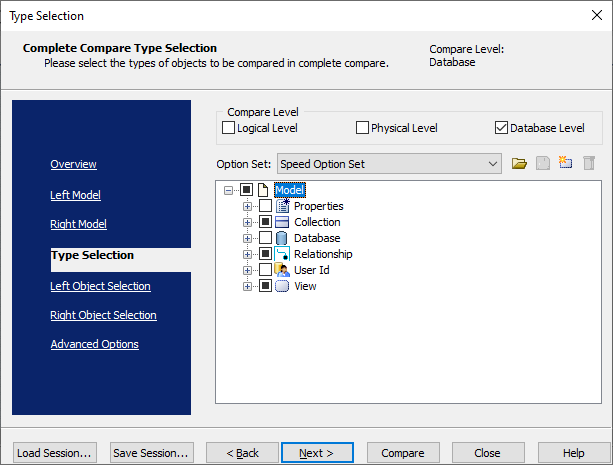 Type Selection
Complete Compare Type Selection
Please select the types of objects to be compared in complete compare.
Compare Level:
Database
Overview
Left Model
Right Model
Type Selection
Left Object Selection
Right Object Selection
Advanced Options
Compare Level
Logical Level
Physical Level
Database Level
Option Set:
Speed Option Set
Model
Properties
Collection
Database
Relationship
User Id
View
Load Session...
Save Session...
< Back
Next >
Compare
Close
Help